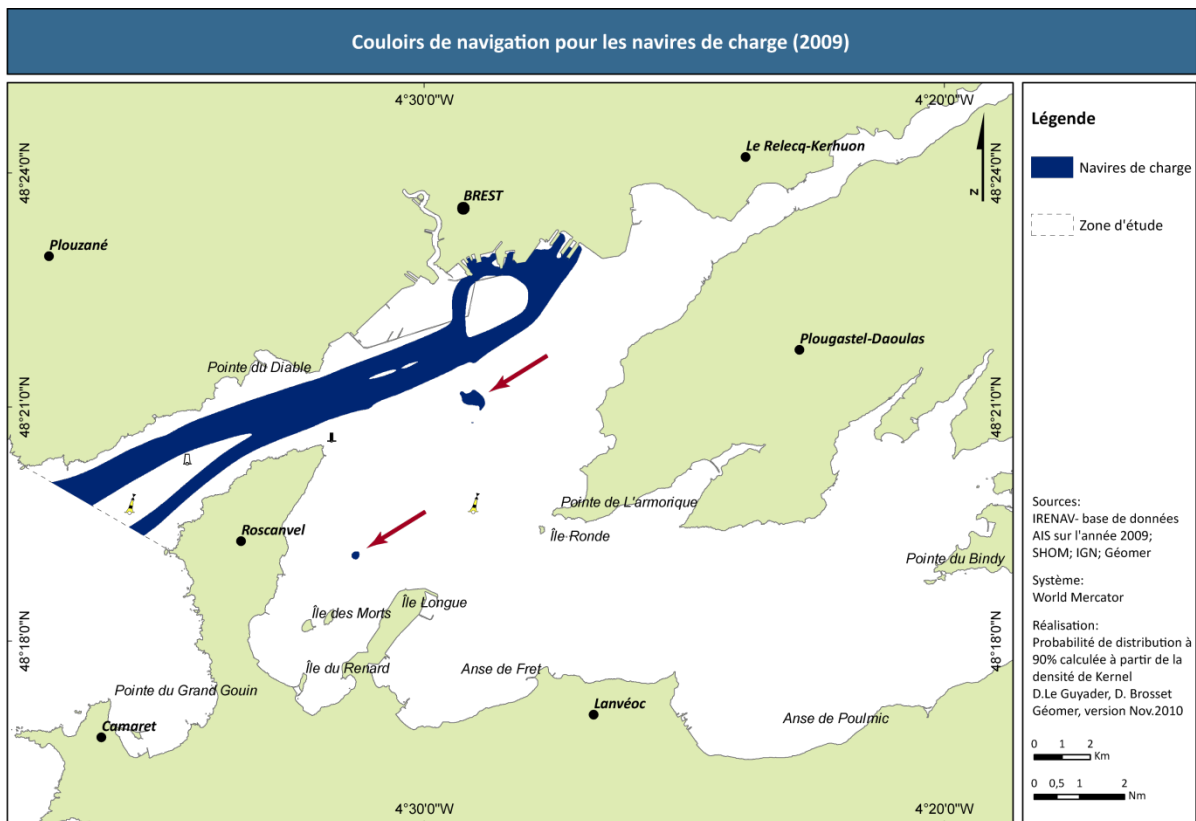 Couloirs de navigation pour les navires de charge (2009)
4°30'0"W
4°20'0"W
48°24'0"N
48°24'0"N
Le Relecq-Kerhuon
BREST
Plouzané
Plougastel-Daoulas
Pointe du Diable
48°21'0"N
48°21'0"N
Pointe de L'armorique
Île Ronde
Roscanvel
Pointe du Bindy
Île Longue
Île des Morts
48°18'0"N
48°18'0"N
Île du Renard
Anse de Fret
Pointe du Grand Gouin
Lanvéoc
Anse de Poulmic
Camaret
4°30'0"W
4°20'0"W
Légende
N
Navires de charge
Zone d'étude
Sources:
IRENAV- base de données
AIS sur l'année 2009;
SHOM; IGN; Géomer
Système:
World Mercator
Réalisation:
Probabilité de distribution à
90% calculée à partir de la
densité de Kernel
D.Le Guyader, D. Brosset
Géomer, version Nov.2010
0 1 2
Km
0 0,5 1 2
Nm